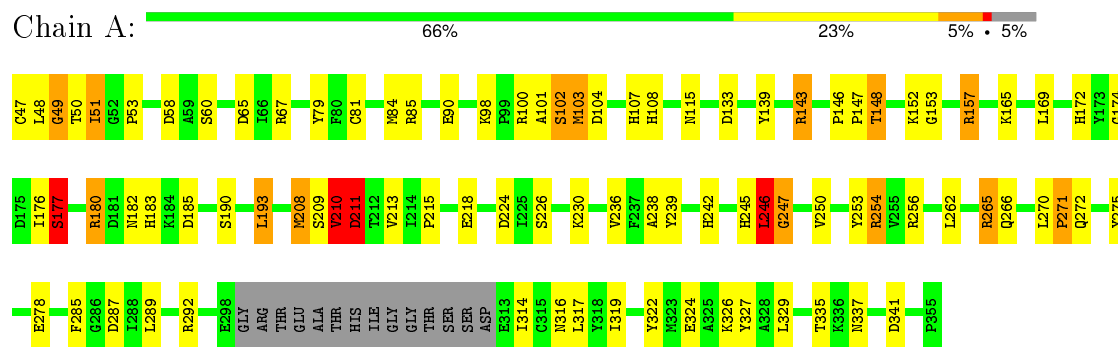 Chain A:
66% 23% 5% • 5%
C47 L48 G49 T50 I51 G52 P53 D58 A59 S60 D65 I66 R67 Y79 F80 C81 M84 R85 E90 K98 P99 R100 A101 S102 M103 D104 H107 H108 N115 D133 Y139 R143 P146 P147 T148 K152 G153 R157 K165 L169 H172 Y173 G174
D175 I176 S177 R180 D181 N182 H183 K184 D185 S190 L193 M208 S209 V210 D211 T212 V213 I214 P215 E218 D224 I225 S226 K230 V236 F237 A238 Y239 H242 H245 L246 G247 V250 Y253 R254 V255 R256 L262 R265 Q266 L270 P271 Q272 Y275
E278 F285 G286 D287 I288 L289 R292 E298 GLY ARG THR GLU ALA THR HIS ILE GLY GLY THR SER SER ASP E313 I314 C315 N316 L317 Y318 I319 Y322 M323 E324 A325 K326 Y327 A328 L329 T335 K336 N337 D341 P355